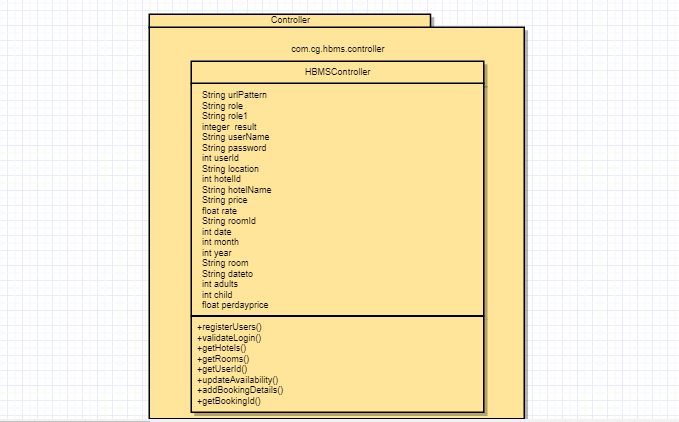 Controller
com.cg.hbms.controller
HBMSController
String urlPattern
String role
String role1
integer result
String userName
String password
int userId
String location
int hotelId
String hotelName
String price
float rate
String roomId
int date
int month
int year
String room
String dateto
int adults
int child
float perdayprice
+registerUsers()
+validateLogin()
+getHotels()
+getRooms()
+getUserId()
+updateAvailability()
+addBookingDetails()
+getBookingId()